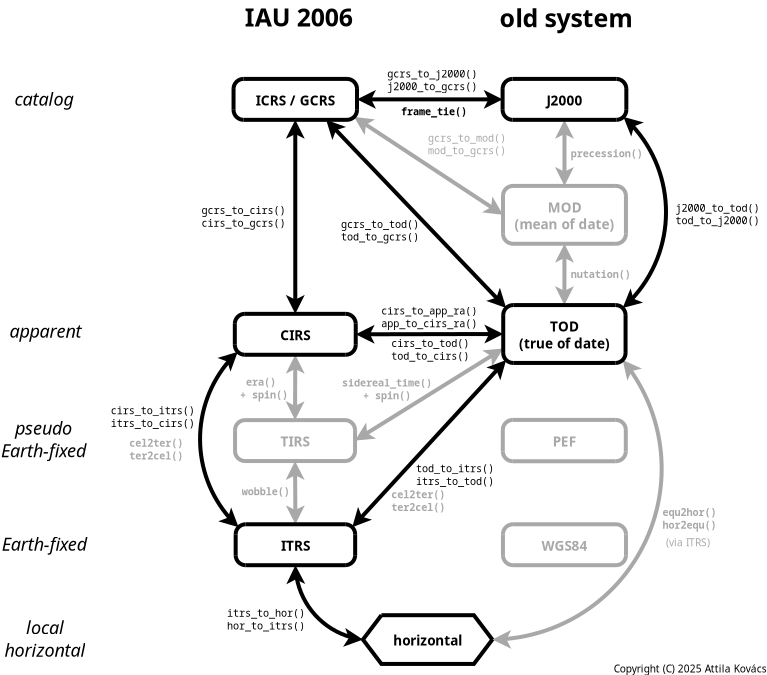 IAU 2006
old system
catalog
ICRS / GCRS
gcrs_to_j2000()
j2000_to_gcrs()
frame_tie()
J2000
gcrs_to_mod()
mod_to_gcrs()
precession()
MOD
(mean of date)
gcrs_to_cirs()
cirs_to_gcrs()
gcrs_to_tod()
tod_to_gcrs()
j2000_to_tod()
tod_to_j2000()
nutation()
apparent
CIRS
cirs_to_app_ra()
app_to_cirs_ra()
cirs_to_tod()
tod_to_cirs()
TOD
(true of date)
era()
+ spin()
sidereal_time()
+ spin()
cirs_to_itrs()
itrs_to_cirs()
cel2ter()
ter2cel()
pseudo
Earth-fixed
TIRS
PEF
wobble()
tod_to_itrs()
itrs_to_tod()
cel2ter()
ter2cel()
equ2hor()
hor2equ()
(via ITRS)
Earth-fixed
ITRS
WGS84
itrs_to_hor()
hor_to_itrs()
local
horizontal
horizontal
Copyright (C) 2025 Attila Kovács